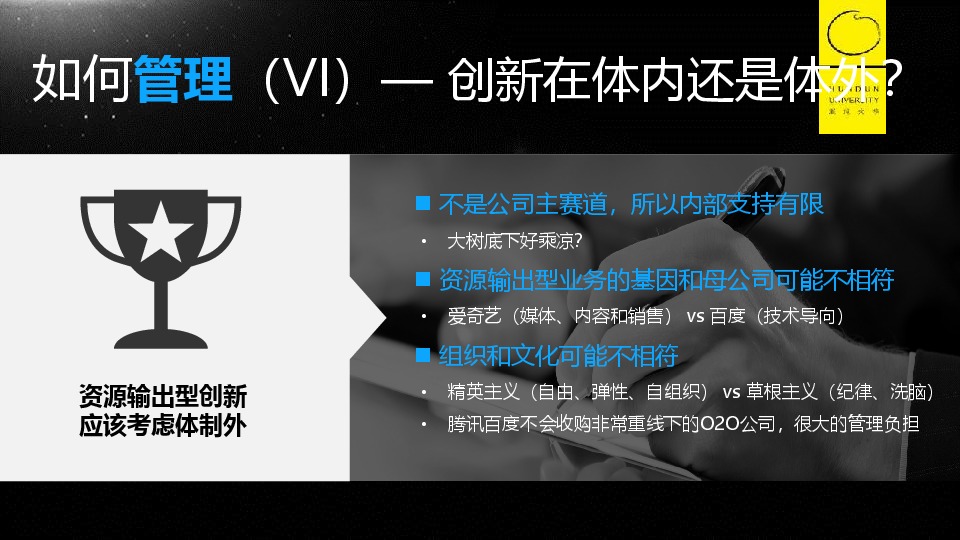 如何管理（VI）— 创新在体内还是体外？
HUNDUN
UNIVERSITY
混沌大学
■ 不是公司主赛道，所以内部支持有限
• 大树底下好乘凉?
■ 资源输出型业务的基因和母公司可能不相符
• 爱奇艺（媒体、内容和销售） vs 百度（技术导向）
■ 组织和文化可能不相符
• 精英主义（自由、弹性、自组织） vs 草根主义（纪律、洗脑）
• 腾讯百度不会收购非常重线下的O2O公司，很大的管理负担
资源输出型创新
应该考虑体制外